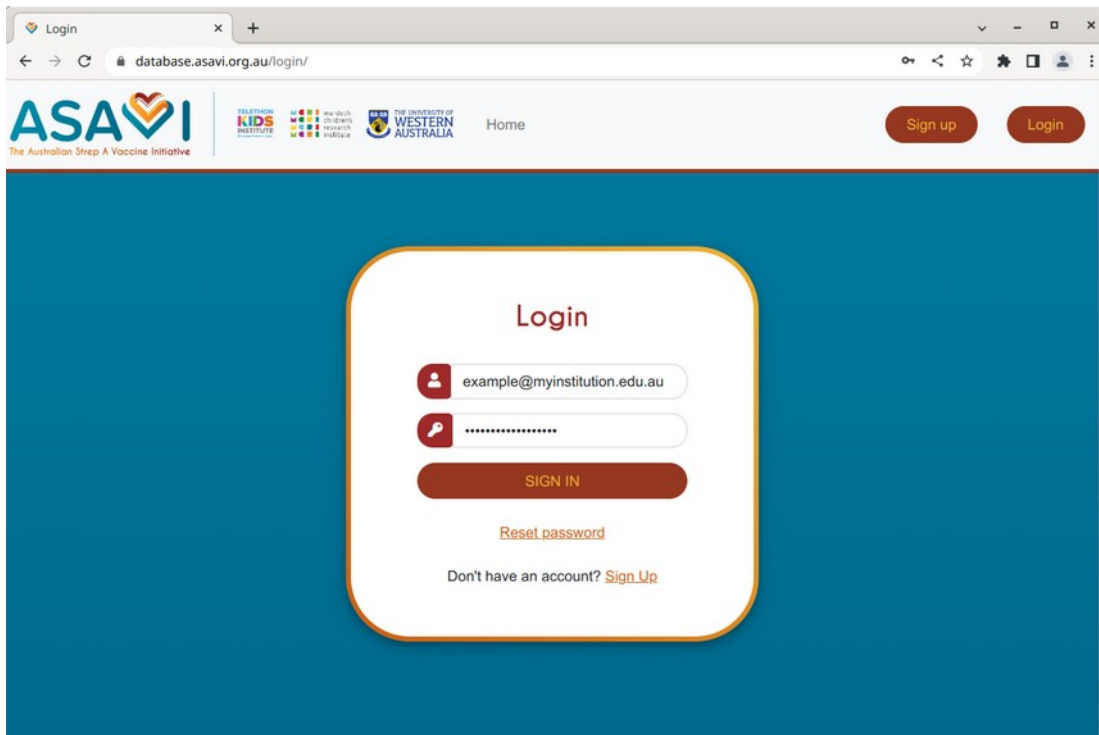 Login
database.asavi.org.au/login/
ASAVI
The Australian Strep A Vaccine Initiative
TELETHON
KIDS
INSTITUTE
murdoch
children's
research
institute
THE UNIVERSITY OF
WESTERN
AUSTRALIA
Home
Sign up
Login
Login
example@myinstitution.edu.au
••••••••••••••••••
SIGN IN
Reset password
Don't have an account? Sign Up